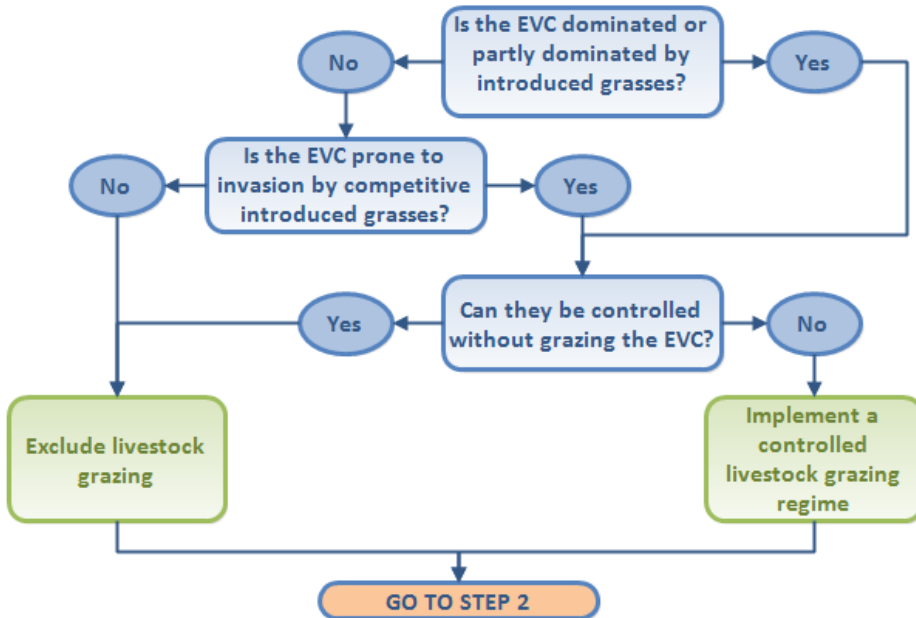 Is the EVC dominated or
partly dominated by
introduced grasses?
No
Yes
Is the EVC prone to
invasion by competitive
introduced grasses?
No
Yes
Can they be controlled
without grazing the EVC?
Yes
No
Exclude livestock
grazing
Implement a
controlled
livestock grazing
regime
GO TO STEP 2